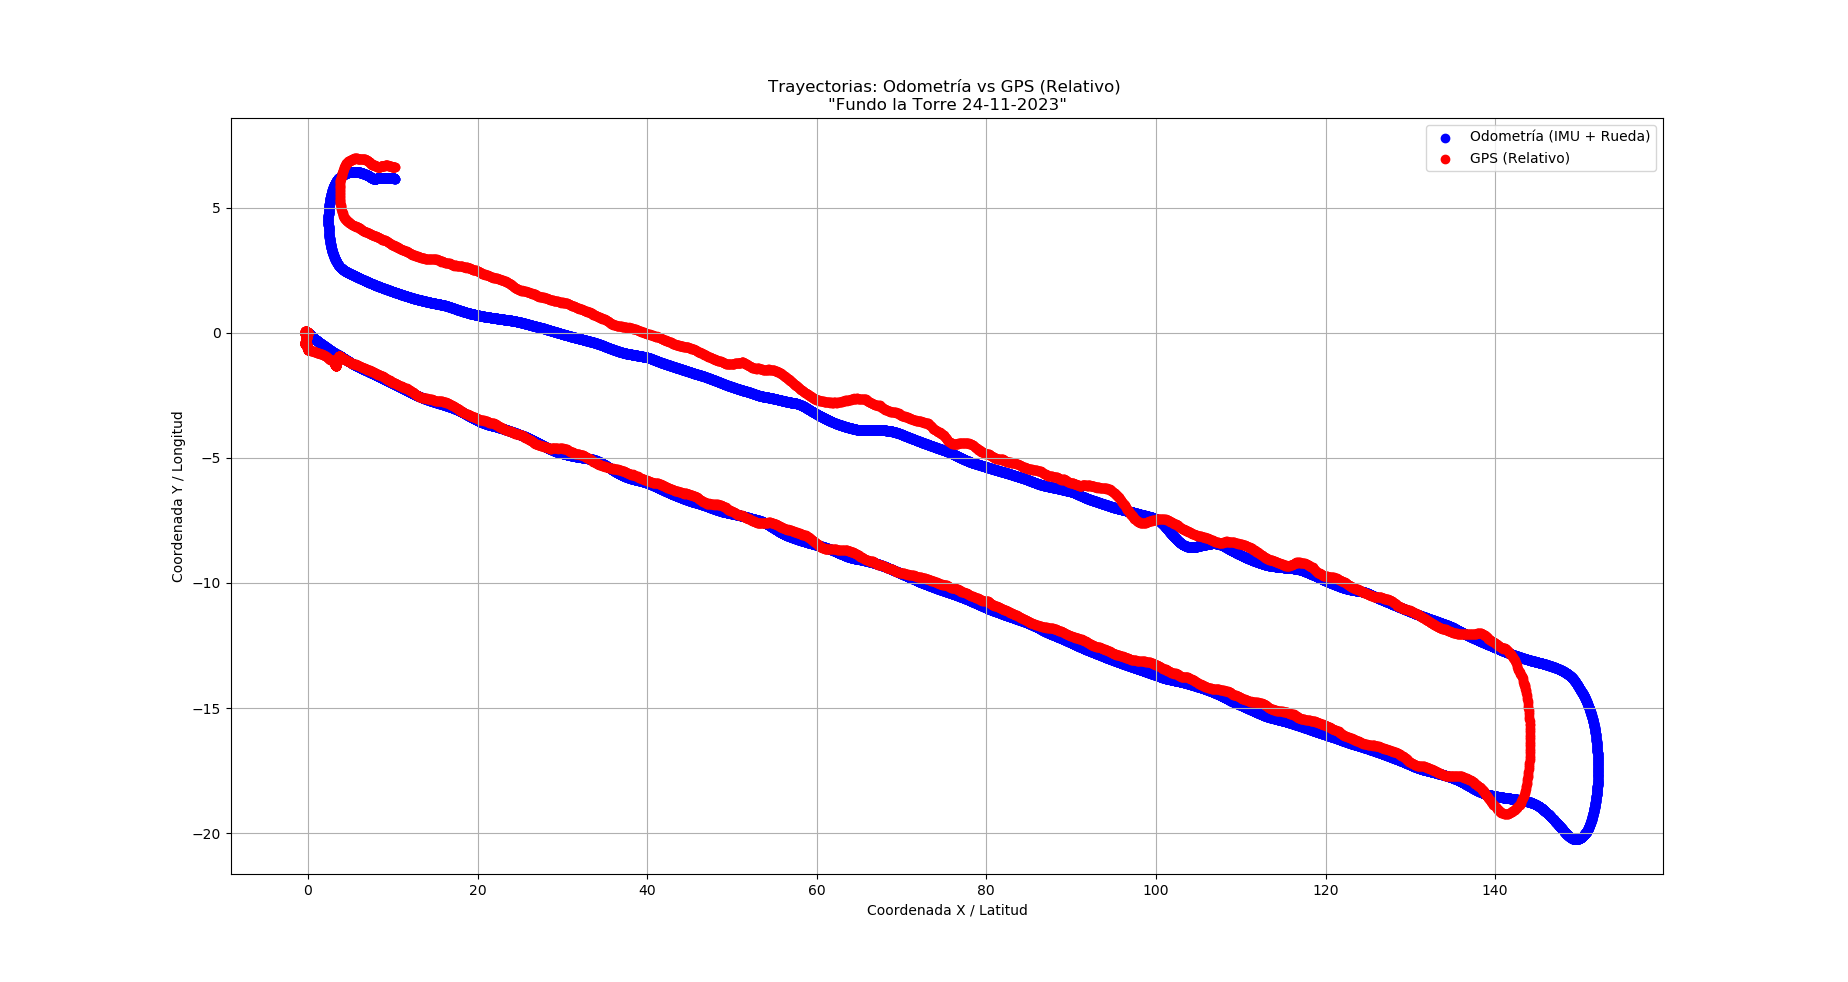 Trayectorias: Odometría vs GPS (Relativo)
"Fundo la Torre 24-11-2023"
Odometría (IMU + Rueda)
GPS (Relativo)
Coordenada Y / Longitud
5
0
−5
−10
−15
−20
0 20 40 60 80 100 120 140
Coordenada X / Latitud